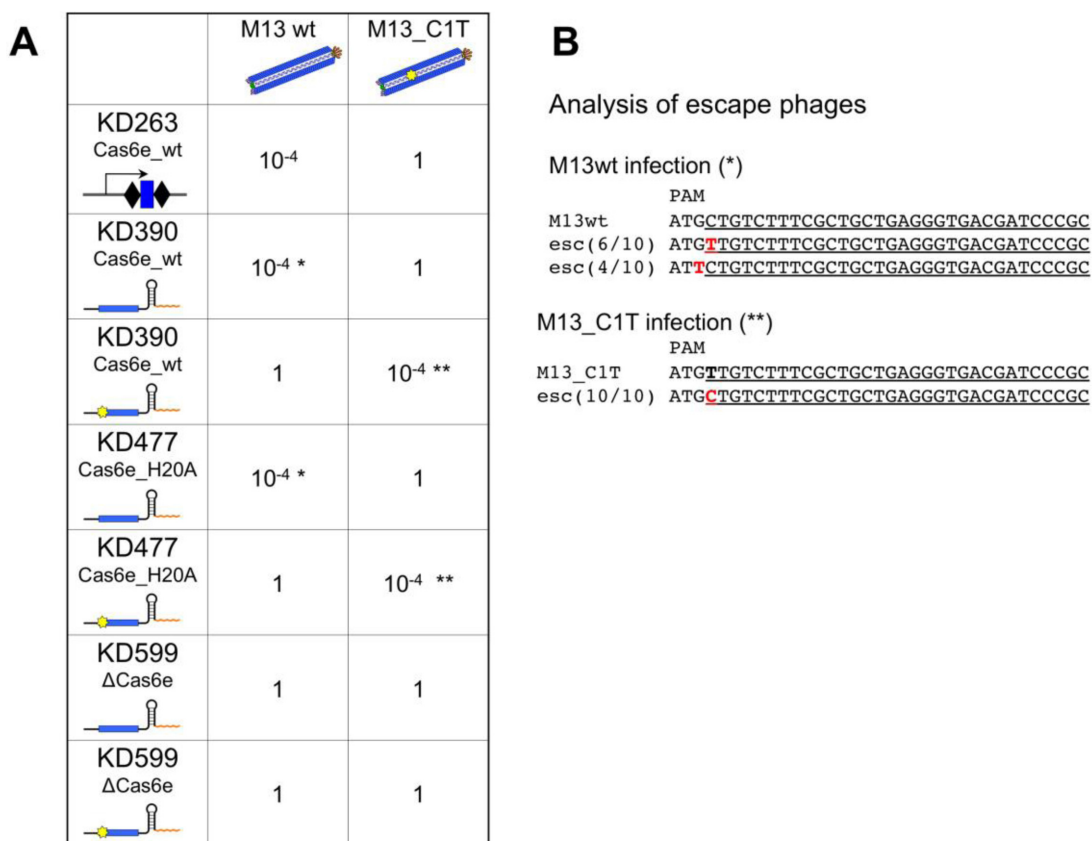 A
M13 wt
M13_C1T
KD263
Cas6e_wt
10-4
1
KD390
Cas6e_wt
10-4 *
1
KD390
Cas6e_wt
1
10-4 **
KD477
Cas6e_H20A
10-4 *
1
KD477
Cas6e_H20A
1
10-4 **
KD599
ΔCas6e
1
1
KD599
ΔCas6e
1
1
B
Analysis of escape phages
M13wt infection (*)
PAM
M13wt ATGCTGTCTTTCGCTGCTGAGGGTGACGATCCCGC
esc(6/10) ATGTTGTCTTTCGCTGCTGAGGGTGACGATCCCGC
esc(4/10) ATTCTGTCTTTCGCTGCTGAGGGTGACGATCCCGC
M13_C1T infection (**)
PAM
M13_C1T ATGTTGTCTTTCGCTGCTGAGGGTGACGATCCCGC
esc(10/10) ATGCTGTCTTTCGCTGCTGAGGGTGACGATCCCGC